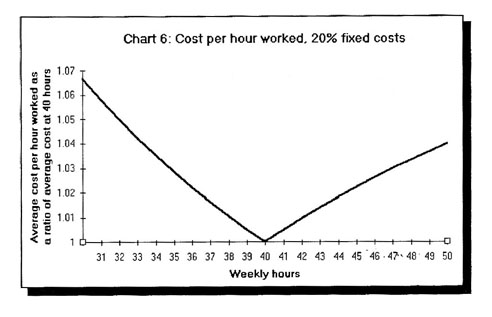 Chart 6: Cost per hour worked, 20% fixed costs
Average cost per hour worked as
a ratio of average cost at 40 hours
1.07
1.06
1.05
1.04
1.03
1.02
1.01
1
31 32 33 34 35 36 37 38 39 40 41 42 43 44 45 46 47 48 49 50
Weekly hours